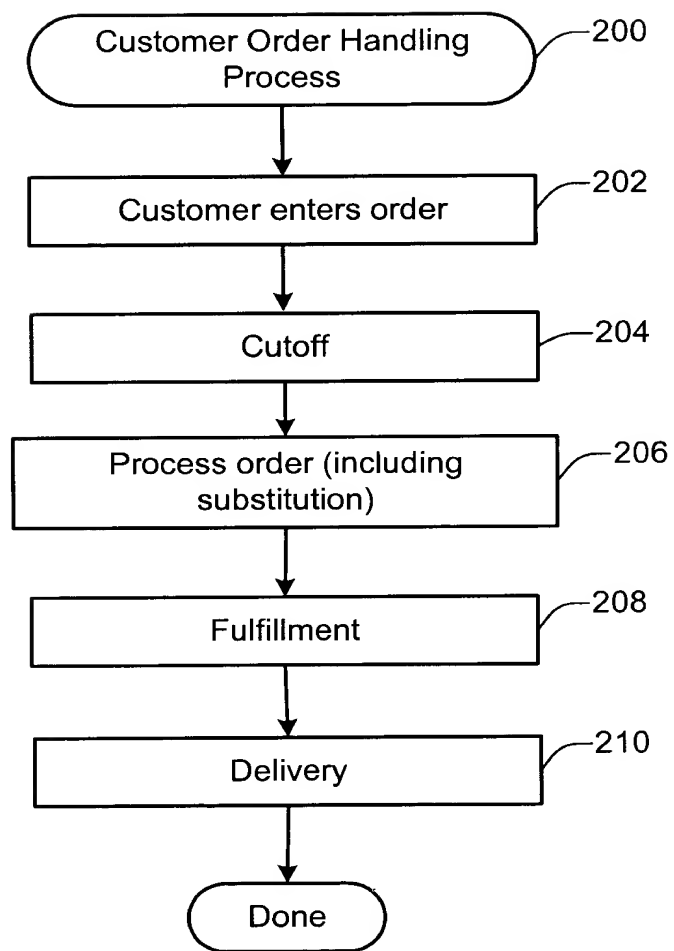 Customer Order Handling
Process
200
Customer enters order
202
Cutoff
204
Process order (including
substitution)
206
Fulfillment
208
Delivery
210
Done